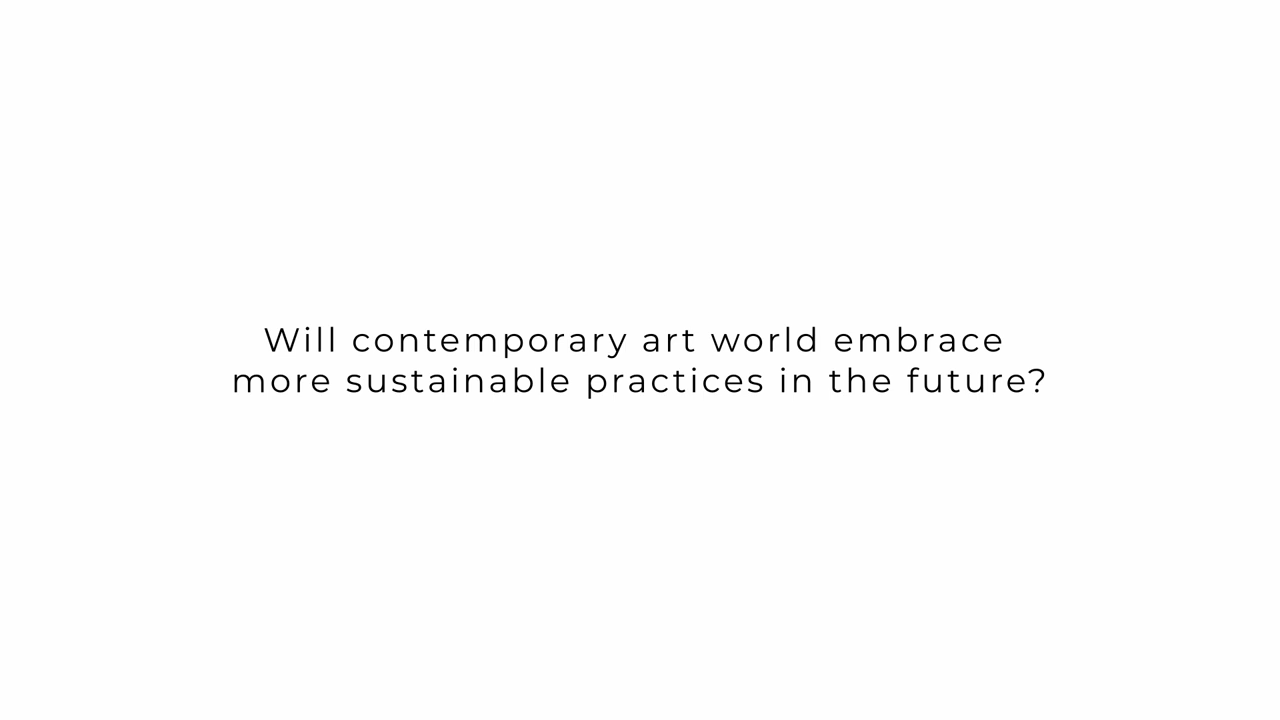 Will contemporary art world embrace
more sustainable practices in the future?